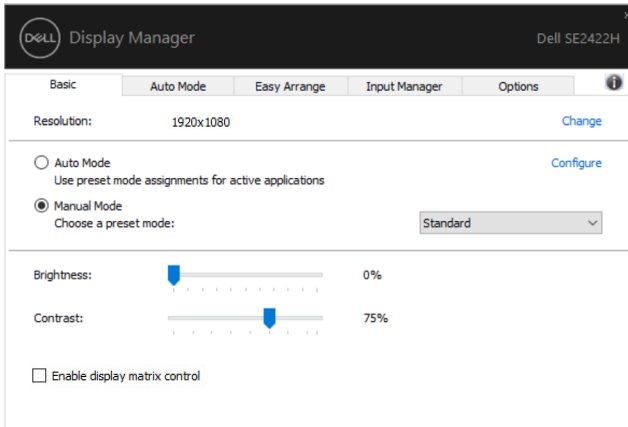 DELL Display Manager
Dell SE2422H
Basic Auto Mode Easy Arrange Input Manager Options i
Resolution: 1920x1080 Change
Auto Mode Configure
Use preset mode assignments for active applications
Manual Mode
Choose a preset mode: Standard
Brightness: 0%
Contrast: 75%
Enable display matrix control